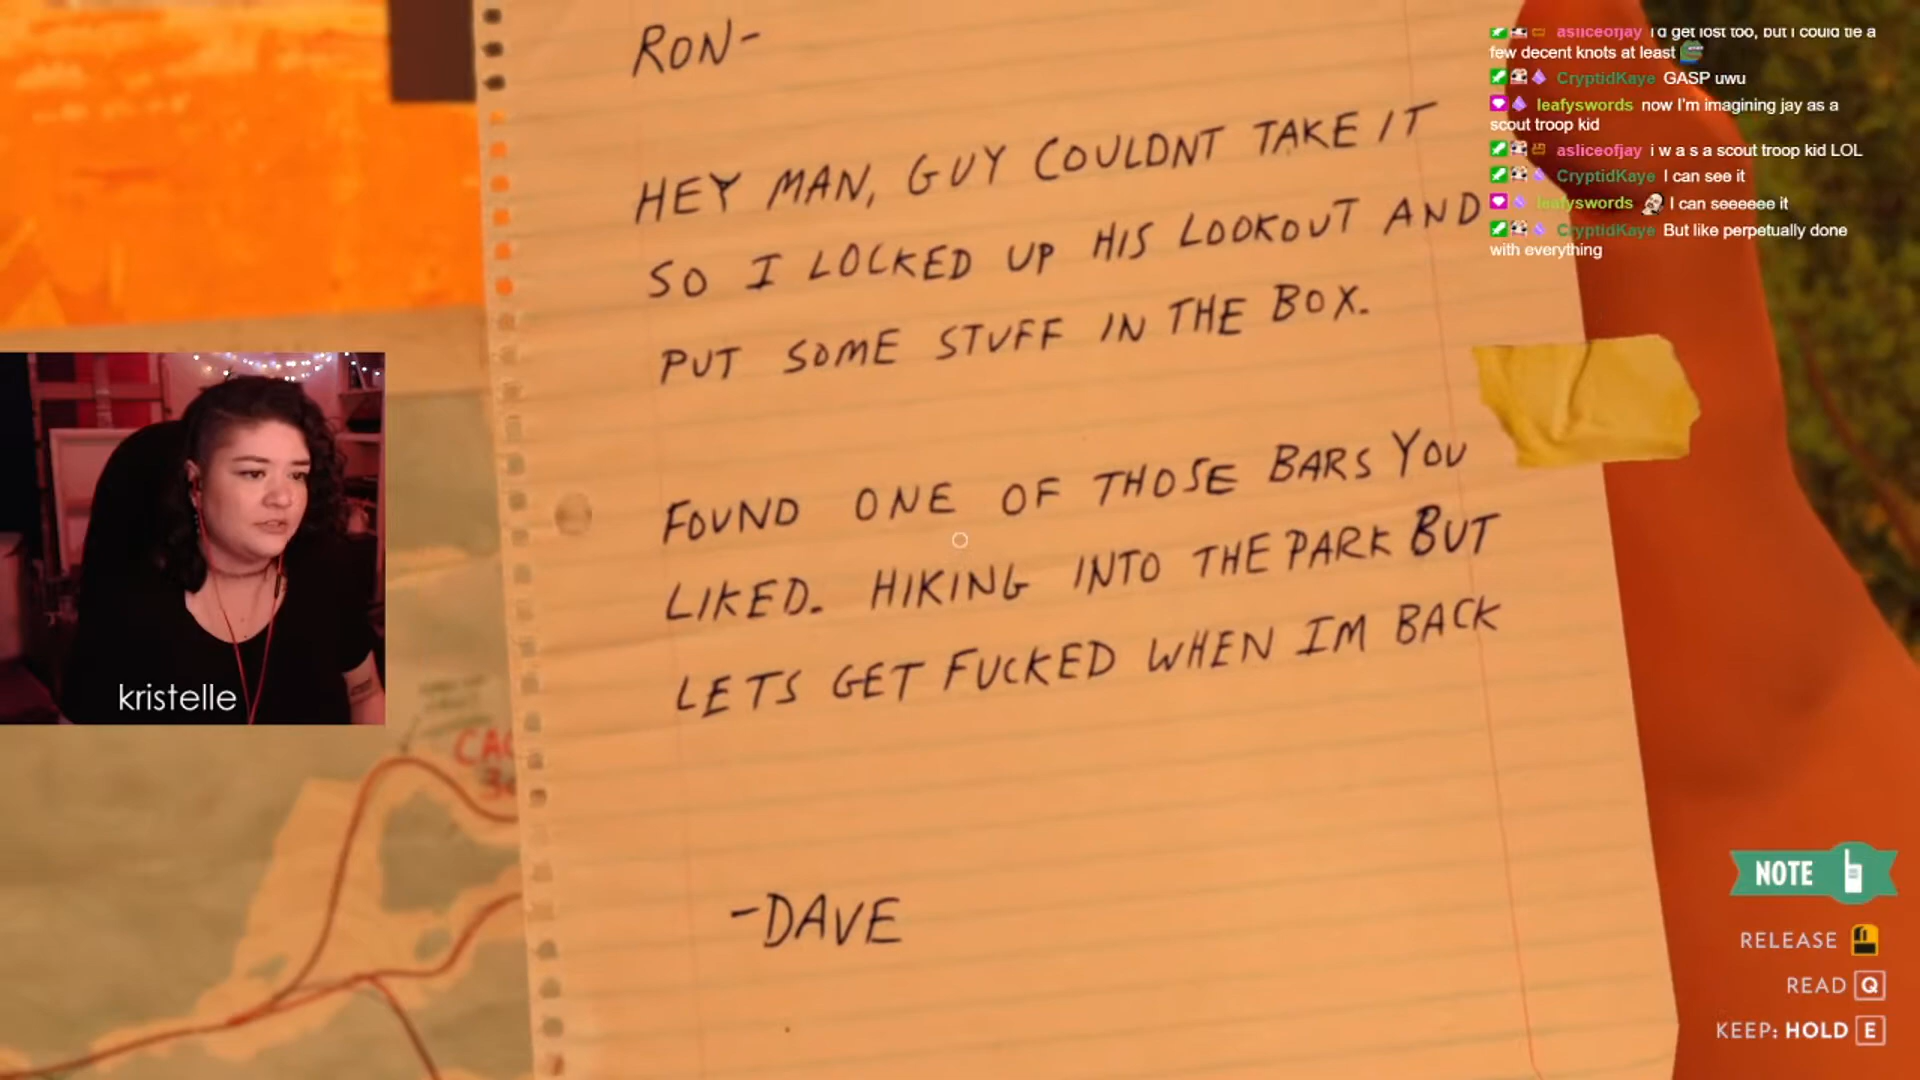 RON-
HEY MAN, GUY COULDNT TAKE IT
SO I LOCKED UP HIS LOOKOUT AND
PUT SOME STUFF IN THE BOX.
FOUND ONE OF THOSE BARS YOU
LIKED. HIKING INTO THE PARK BUT
LETS GET FUCKED WHEN IM BACK
-DAVE
asliceofjay i'd get lost too, but i could tie a
few decent knots at least
CryptidKaye GASP uwu
leafyswords now I'm imagining jay as a
scout troop kid
asliceofjay i w a s a scout troop kid LOL
CryptidKaye I can see it
leafyswords I can seeeeee it
CryptidKaye But like perpetually done
with everything
kristelle
NOTE
RELEASE
READ Q
KEEP: HOLD E